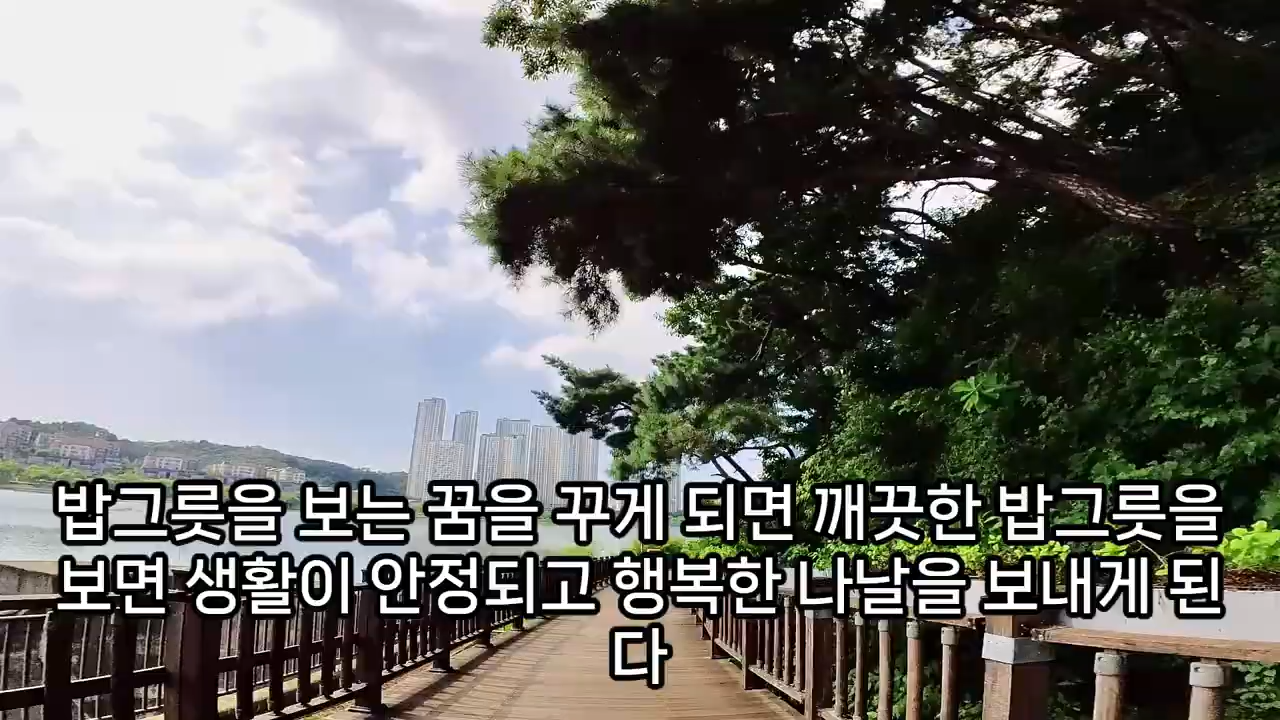 밥그릇을 보는 꿈을 꾸게 되면 깨끗한 밥그릇을
보면 생활이 안정되고 행복한 나날을 보내게 된
다